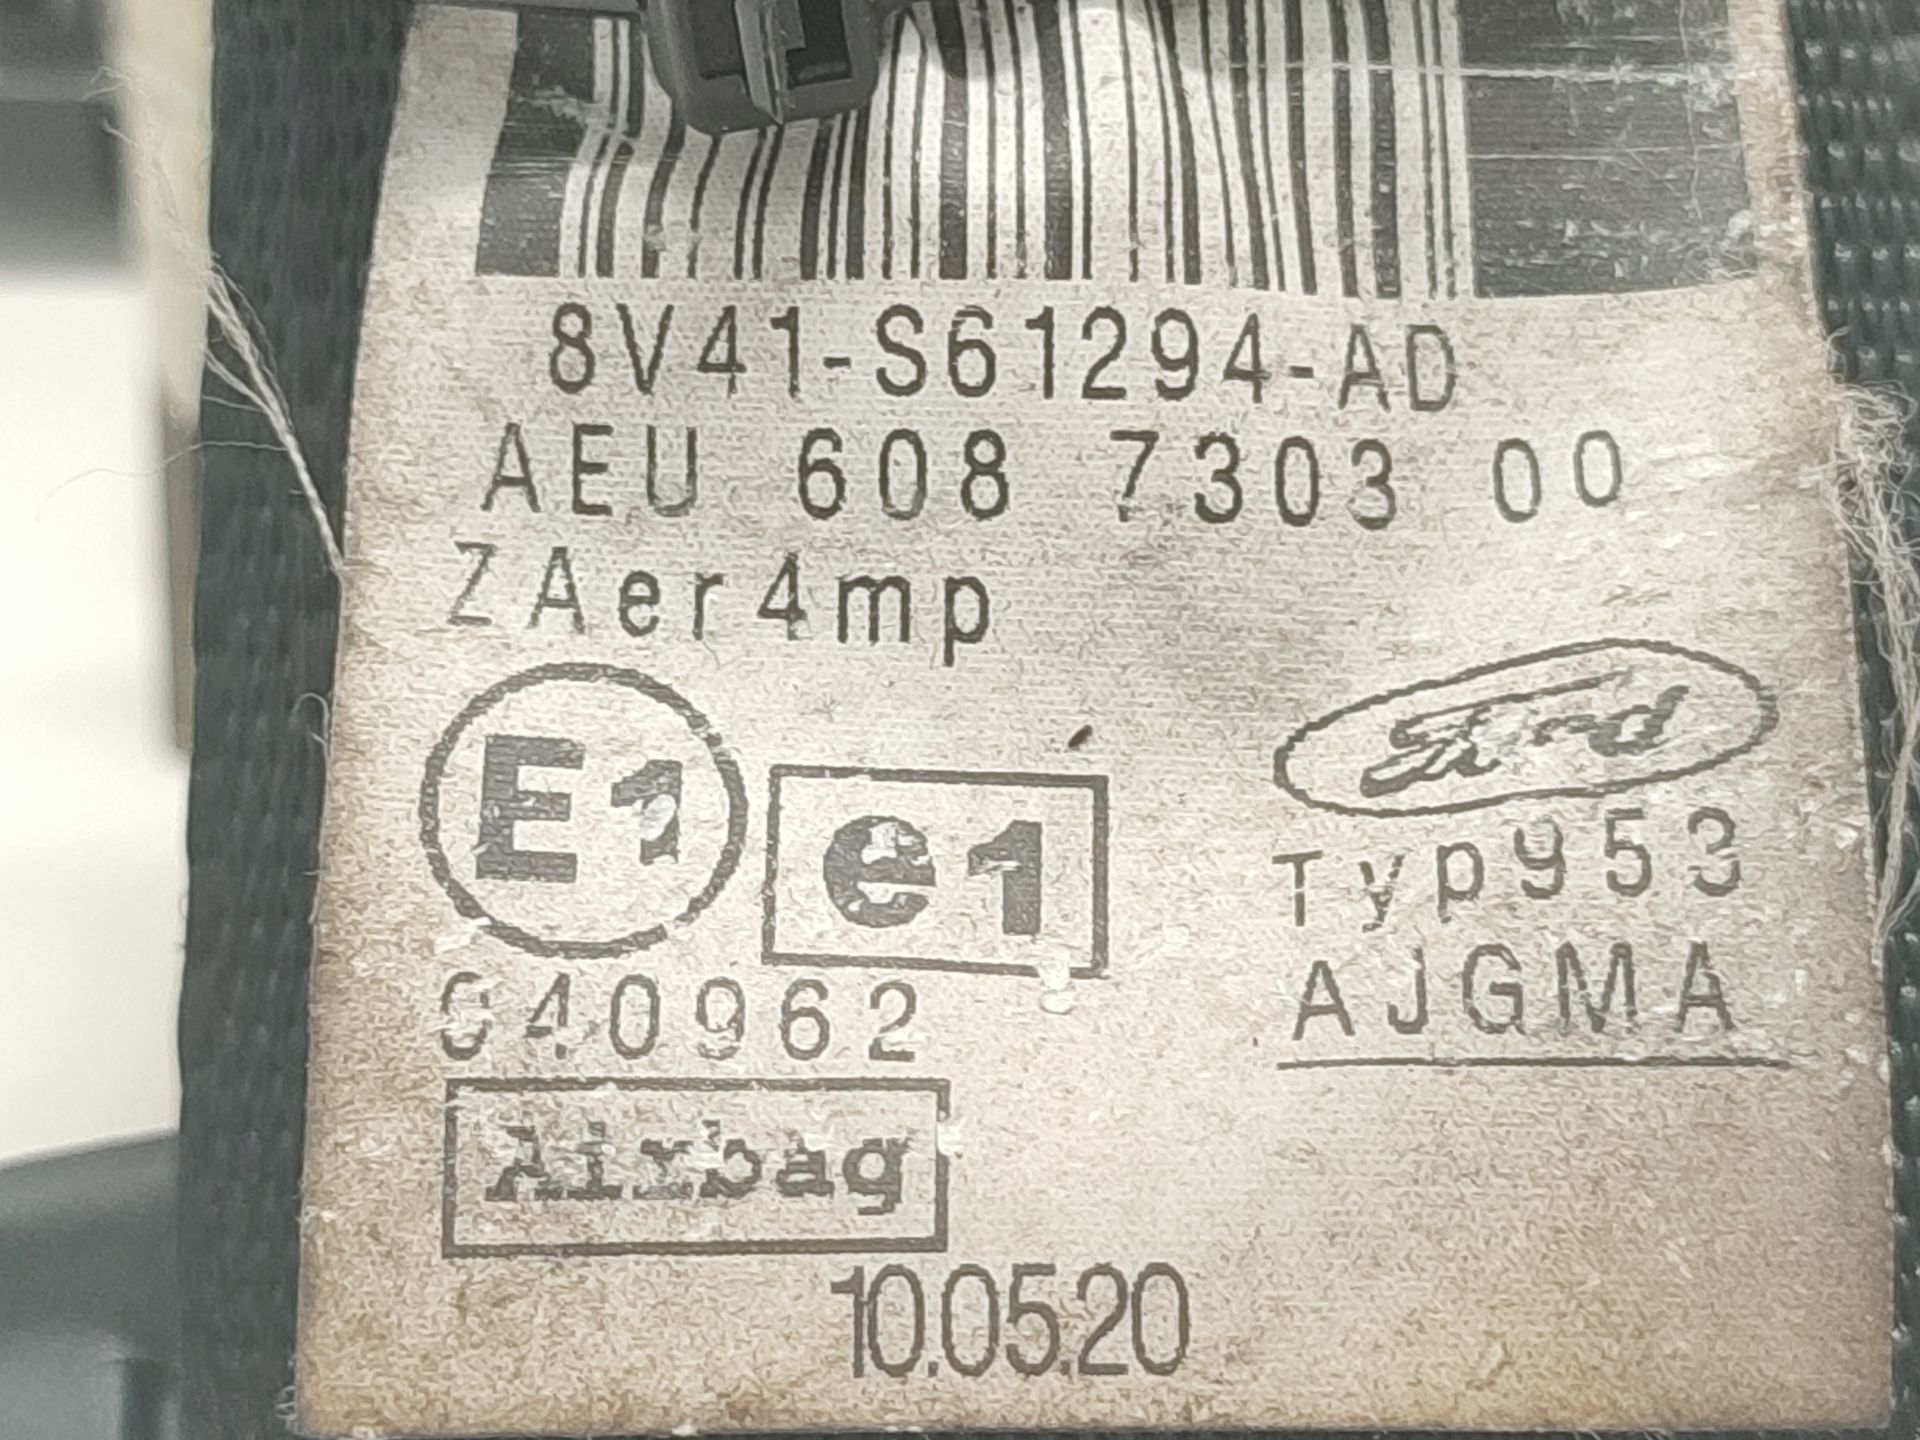 8V41-S61294-AD
AEU 608 7303 00
ZAer4mp
E1
e1
Ford
Typ953
AJGMA
040962
Airbag
10.05.20